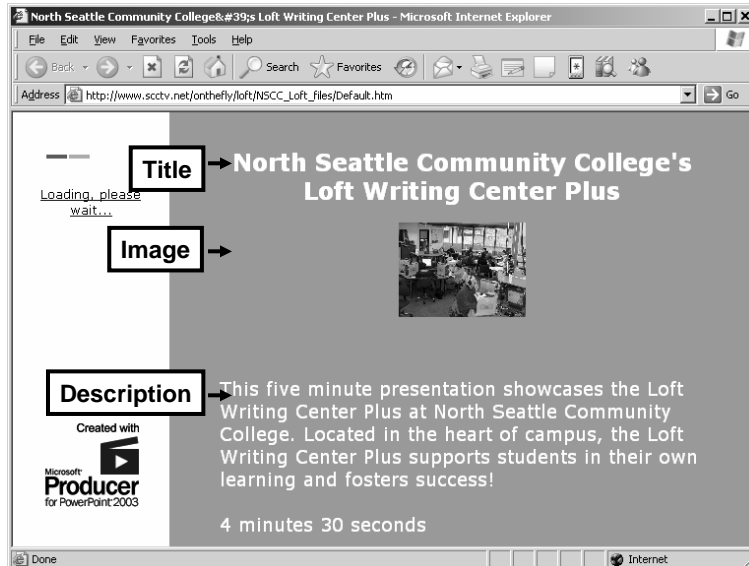 North Seattle Community College&#39;s Loft Writing Center Plus - Microsoft Internet Explorer
File Edit View Favorites Tools Help
Back Search Favorites
Address http://www.scctv.net/onthefly/loft/NSCC_Loft_files/Default.htm Go
Title
North Seattle Community College's
Loft Writing Center Plus
Loading, please
wait...
Image
Description
This five minute presentation showcases the Loft
Writing Center Plus at North Seattle Community
College. Located in the heart of campus, the Loft
Writing Center Plus supports students in their own
learning and fosters success!
4 minutes 30 seconds
Created with
Microsoft
Producer
for PowerPoint 2003
Done Internet